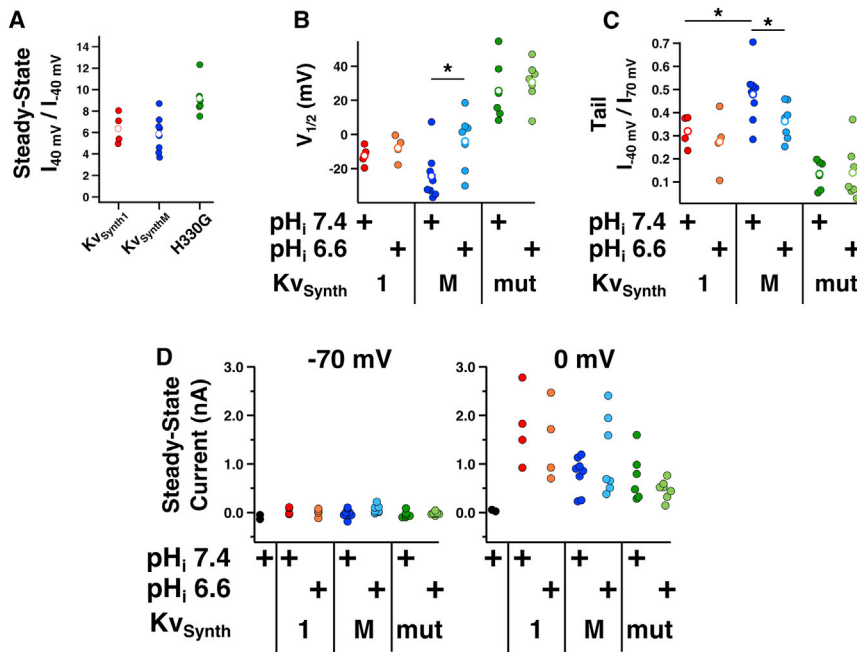 A
Steady-State
I40 mV / I-40 mV
14
12
10
8
6
4
2
0
KvSynth1
KvSynthM
H330G
B
V1/2 (mV)
40
20
0
-20
*
pHi 7.4 + + +
pHi 6.6 + + +
KvSynth 1 M mut
C
Tail
I-40 mV / I70 mV
0.7
0.6
0.5
0.4
0.3
0.2
0.1
* *
pHi 7.4 + + +
pHi 6.6 + + +
KvSynth 1 M mut
D
-70 mV 0 mV
Steady-State
Current (nA)
3.0 3.0
2.0 2.0
1.0 1.0
0.0 0.0
pHi 7.4 + + + + + + + +
pHi 6.6 + + + + + +
KvSynth 1 M mut 1 M mut